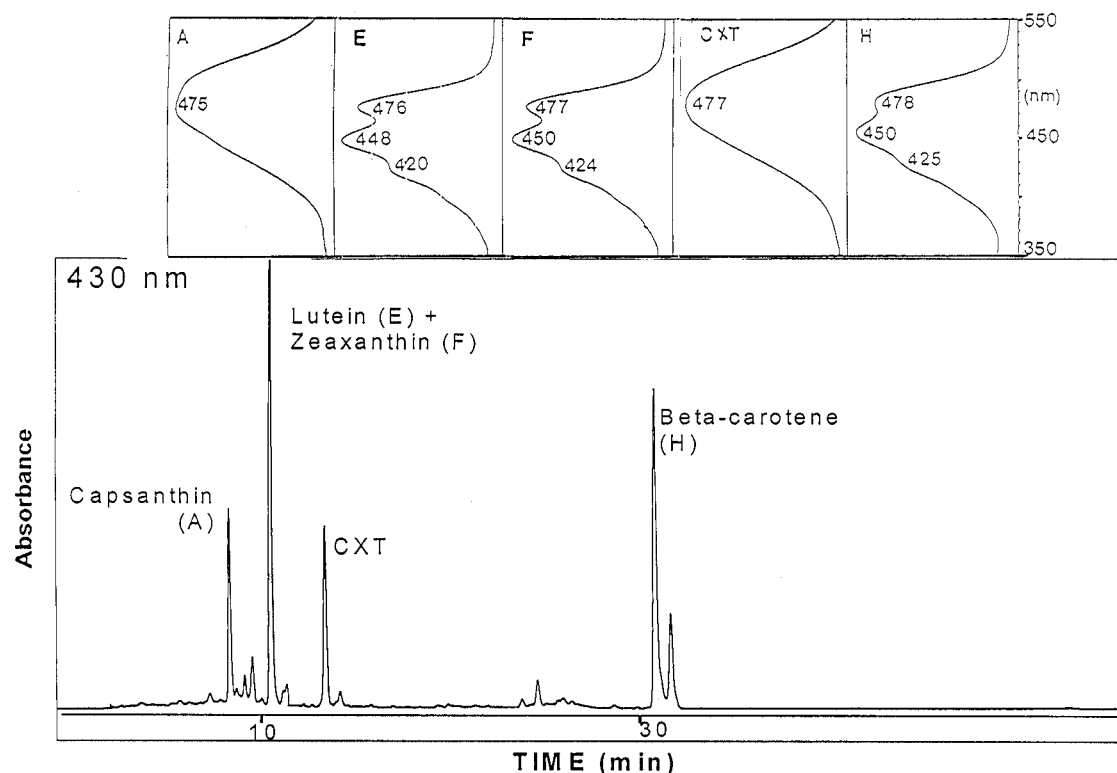 A
E
F
CXT
H
550
(nm)
450
350
475
476
448
420
477
450
424
477
478
450
425
430 nm
Lutein (E) +
Zeaxanthin (F)
Beta-carotene
(H)
Capsanthin
(A)
CXT
Absorbance
10
30
TIME (min)